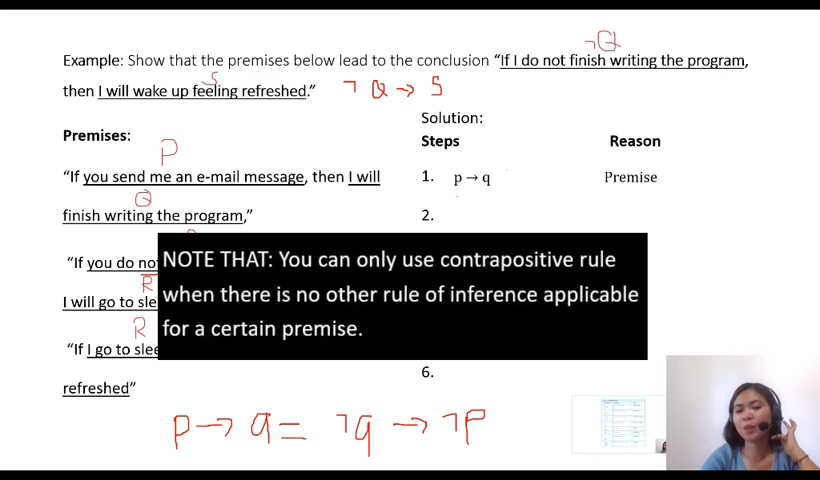 ¬Q
Example: Show that the premises below lead to the conclusion “If I do not finish writing the program,
S
then I will wake up feeling refreshed.” ¬Q → S
Solution:
Premises:
Steps Reason
P
“If you send me an e-mail message, then I will
1. p → q Premise
Q
finish writing the program,”
2.
“If you do
R
I will go to
R
“If I go to
NOTE THAT: You can only use contrapositive rule
when there is no other rule of inference applicable
for a certain premise.
refreshed”
6.
p → q = ¬q → ¬p